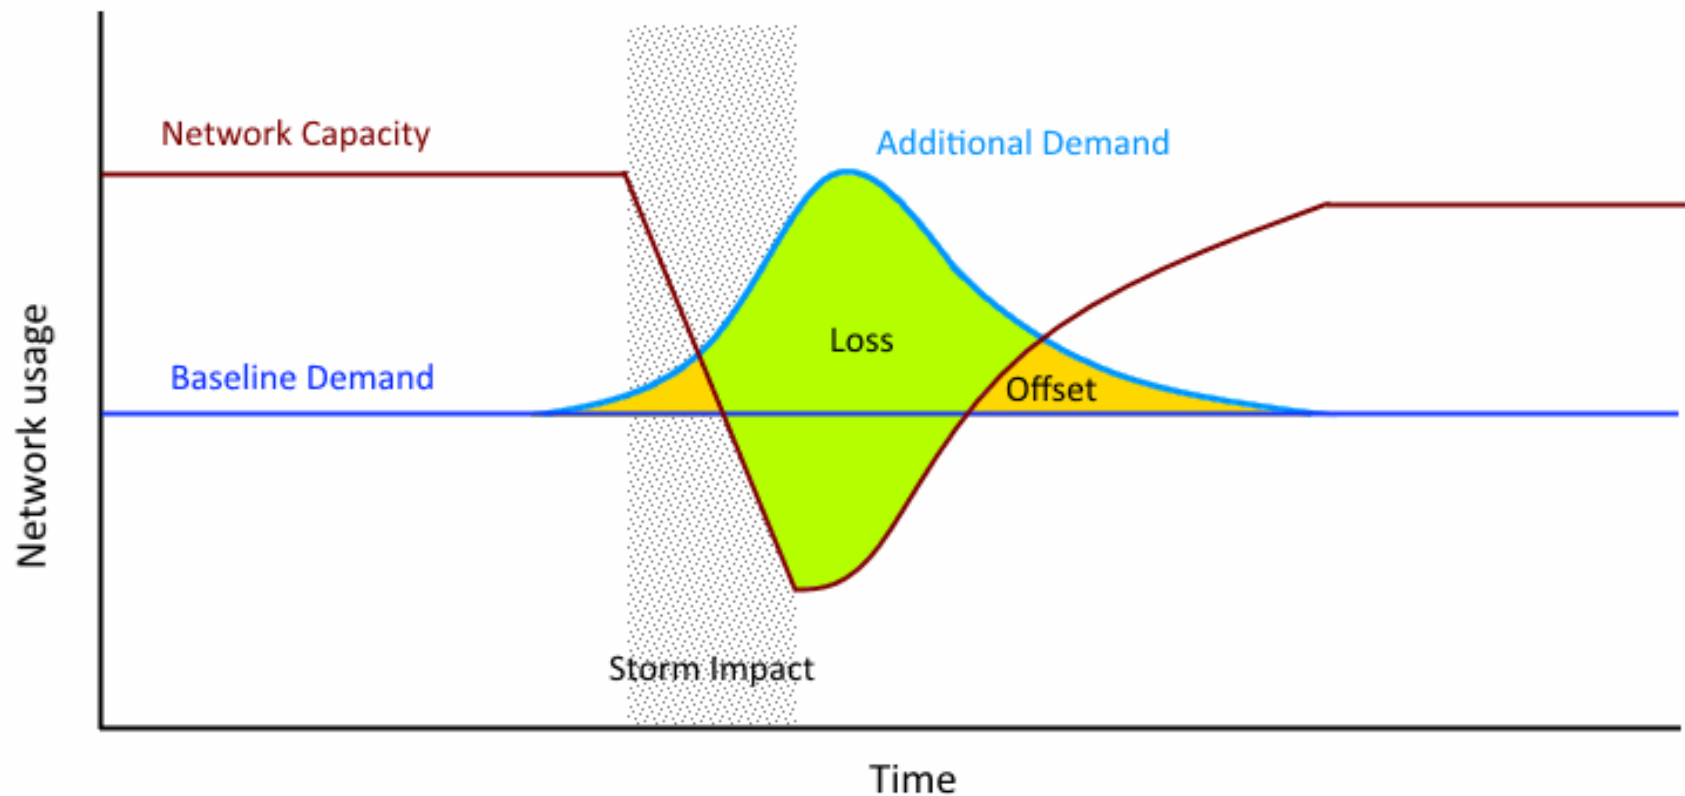 Network Capacity
Additional Demand
Loss
Baseline Demand
Offset
Network usage
Storm Impact
Time